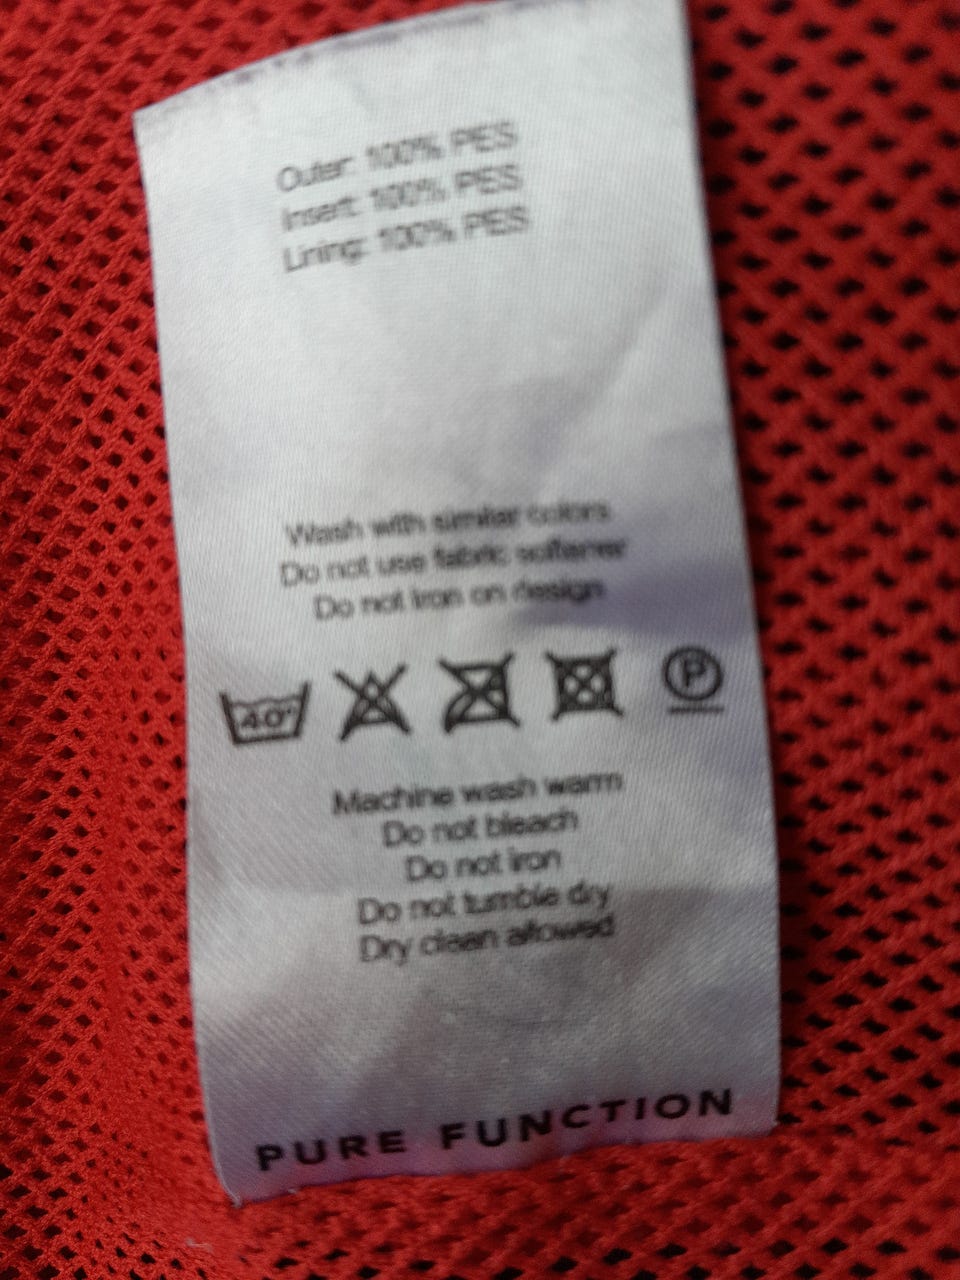 Outer: 100% PES
Insert: 100% PES
Lining: 100% PES
Wash with similar colors
Do not use fabric softener
Do not iron on design
40° P
Machine wash warm
Do not bleach
Do not iron
Do not tumble dry
Dry clean allowed
PURE FUNCTION